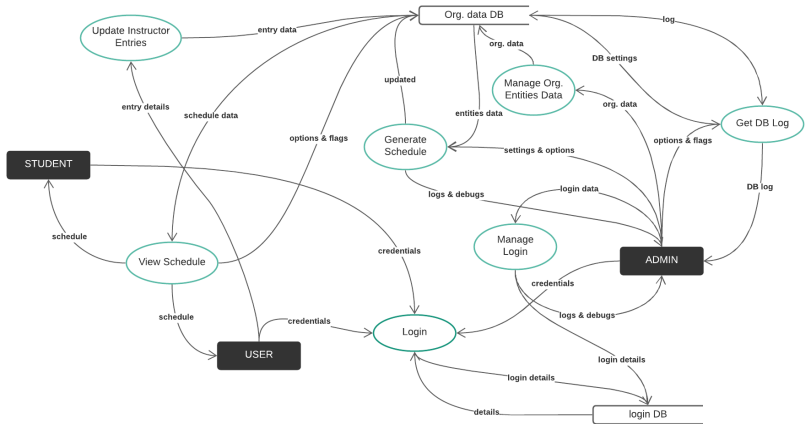 Org. data DB
log
Update Instructor
Entries
entry data
org. data
DB settings
updated
Manage Org.
Entities Data
org. data
entry details
schedule data
entities data
Get DB Log
options & flags
Generate
Schedule
options & flags
settings & options
STUDENT
logs & debugs
login data
DB log
schedule
credentials
Manage
Login
View Schedule
ADMIN
credentials
schedule
credentials
logs & debugs
Login
USER
login details
login details
details
login DB